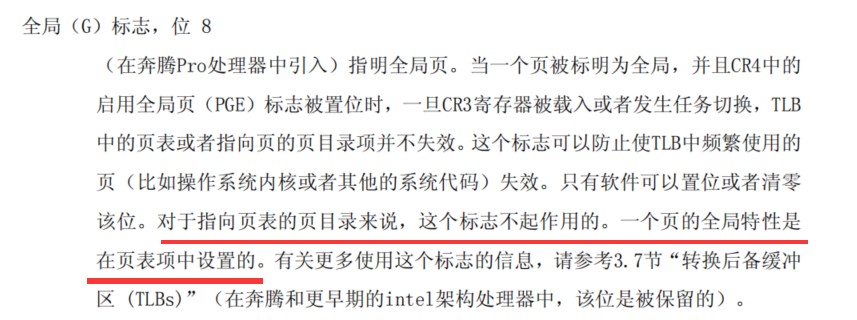 全局（G）标志，位 8
（在奔腾Pro处理器中引入）指明全局页。当一个页被标明为全局，并且CR4中的
启用全局页（PGE）标志被置位时，一旦CR3寄存器被载入或者发生任务切换，TLB
中的页表或者指向页的页目录项并不失效。这个标志可以防止使TLB中频繁使用的
页（比如操作系统内核或者其他的系统代码）失效。只有软件可以置位或者清零
该位。对于指向页表的页目录来说，这个标志不起作用的。一个页的全局特性是
在页表项中设置的。有关更多使用这个标志的信息，请参考3.7节“转换后备缓冲
区 (TLBs)”（在奔腾和更早期的intel架构处理器中，该位是被保留的）。